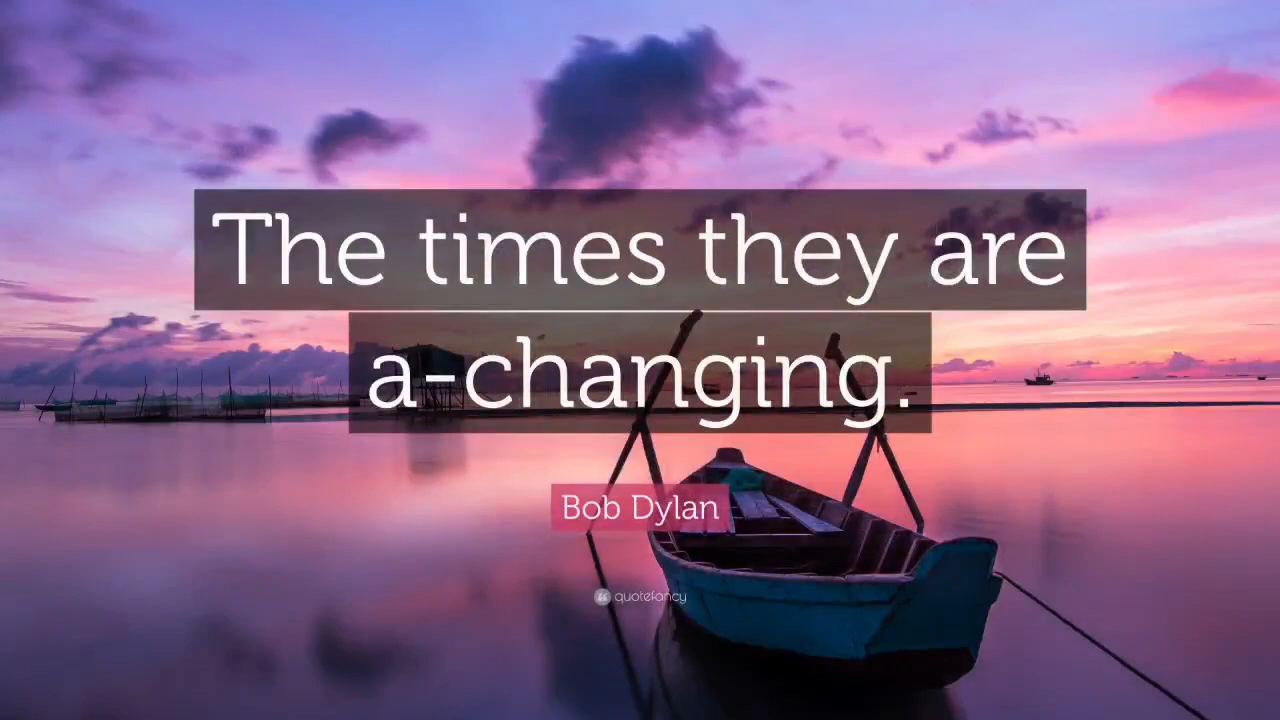 The times they are
a-changing.
Bob Dylan
quotefancy